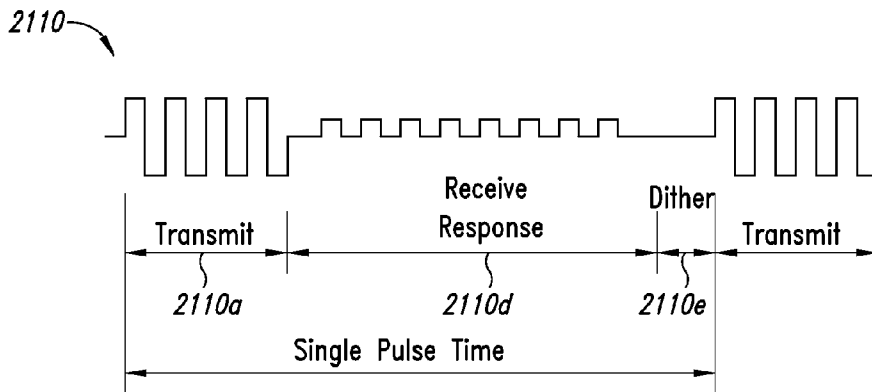 2110
Receive
Response
Dither
Transmit
Transmit
2110a
2110d
2110e
Single Pulse Time